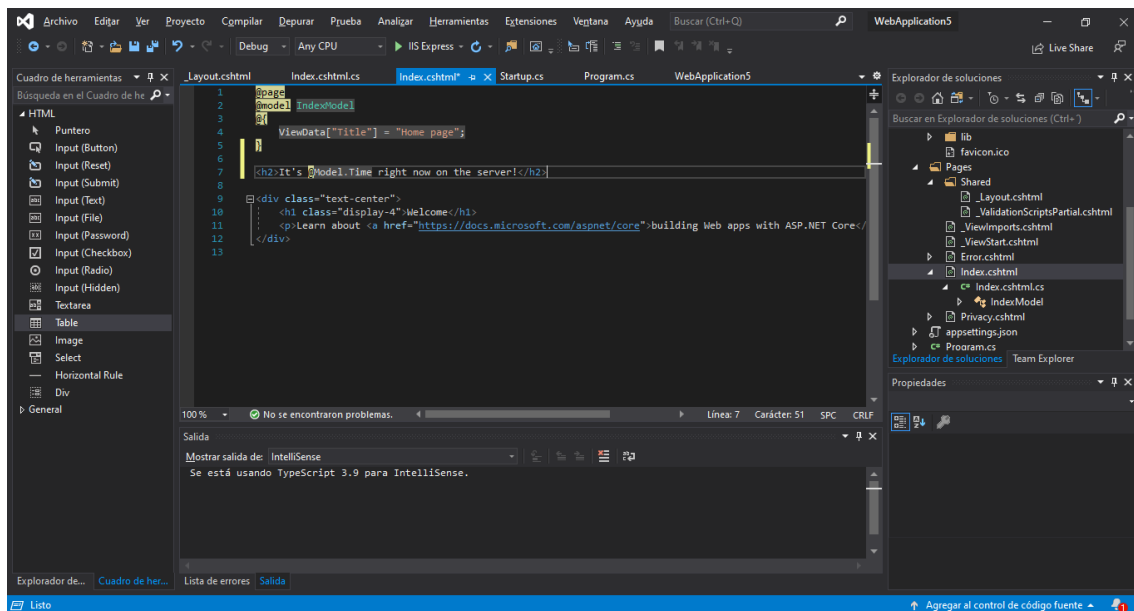 Archivo Editar Ver Proyecto Compilar Depurar Prueba Analizar Herramientas Extensiones Ventana Ayuda Buscar (Ctrl+Q) WebApplication5
Debug Any CPU IIS Express Live Share
Cuadro de herramientas
Búsqueda en el Cuadro de he
HTML
Puntero
Input (Button)
Input (Reset)
Input (Submit)
Input (Text)
Input (File)
Input (Password)
Input (Checkbox)
Input (Radio)
Input (Hidden)
Textarea
Table
Image
Select
Horizontal Rule
Div
General
Explorador de... Cuadro de her...
_Layout.cshtml Index.cshtml.cs Index.cshtml* Startup.cs Program.cs WebApplication5
1 @page
2 @model IndexModel
3 @{
4 ViewData["Title"] = "Home page";
5 }
6
7 <h2>It's @Model.Time right now on the server!</h2>
8
9 <div class="text-center">
10 <h1 class="display-4">Welcome</h1>
11 <p>Learn about <a href="https://docs.microsoft.com/aspnet/core">building Web apps with ASP.NET Core</
12 </div>
13
100 % No se encontraron problemas. Línea: 7 Carácter: 51 SPC CRLF
Salida
Mostrar salida de: IntelliSense
Se está usando TypeScript 3.9 para IntelliSense.
Lista de errores Salida
Explorador de soluciones
Buscar en Explorador de soluciones (Ctrl+´)
lib
favicon.ico
Pages
Shared
_Layout.cshtml
_ValidationScriptsPartial.cshtml
_ViewImports.cshtml
_ViewStart.cshtml
Error.cshtml
Index.cshtml
Index.cshtml.cs
IndexModel
Privacy.cshtml
appsettings.json
Program.cs
Explorador de soluciones Team Explorer
Propiedades
Listo Agregar al control de código fuente 1